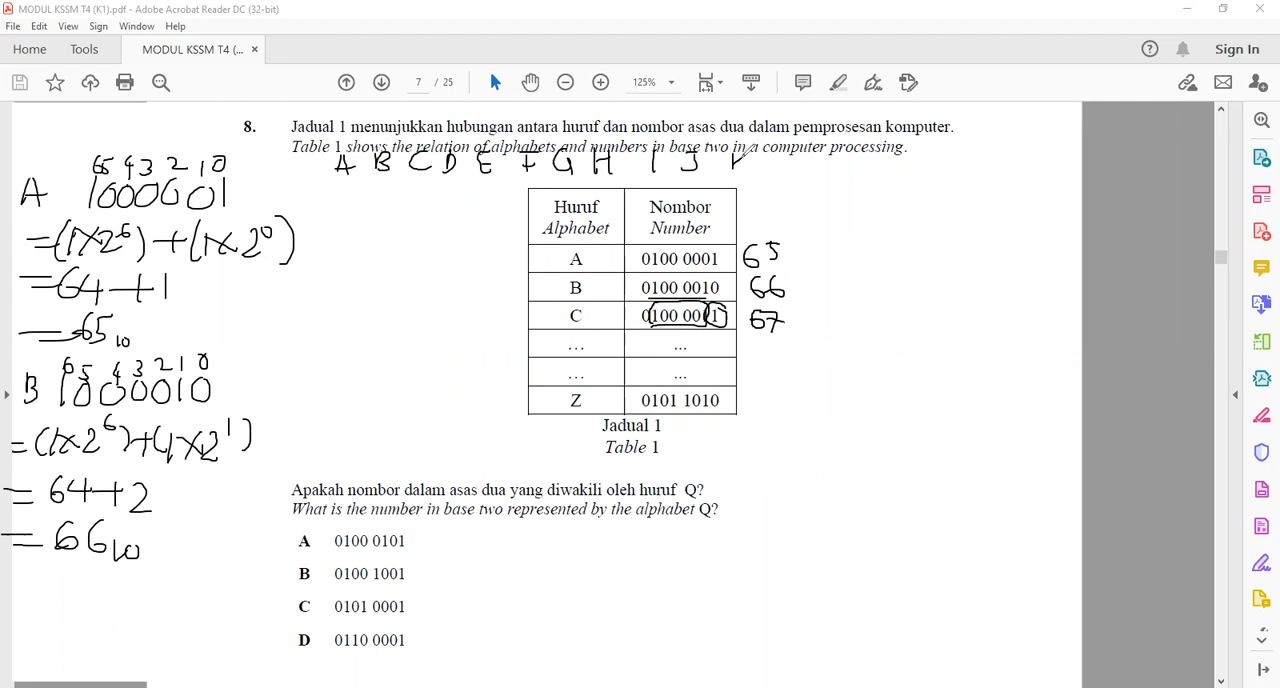 MODUL KSSM T4 (K1).pdf - Adobe Acrobat Reader DC (32-bit)
File Edit View Sign Window Help
Home Tools MODUL KSSM T4 (... × Sign In
7 / 25 125%
8. Jadual 1 menunjukkan hubungan antara huruf dan nombor asas dua dalam pemprosesan komputer.
Table 1 shows the relation of alphabets and numbers in base two in a computer processing.
A B C D E F G H I J
6 5 4 3 2 1 0
A 1000001
=(1×2⁶)+(1×2⁰)
=64+1
=65₁₀
6 5 4 3 2 1 0
B 1000010
=(1×2⁶)+(1×2¹)
=64+2
=66₁₀
Huruf Nombor
Alphabet Number
A 0100 0001 65
B 0100 0010 66
C 0100 0011 67
… ...
… ...
Z 0101 1010
Jadual 1
Table 1
Apakah nombor dalam asas dua yang diwakili oleh huruf Q?
What is the number in base two represented by the alphabet Q?
A 0100 0101
B 0100 1001
C 0101 0001
D 0110 0001